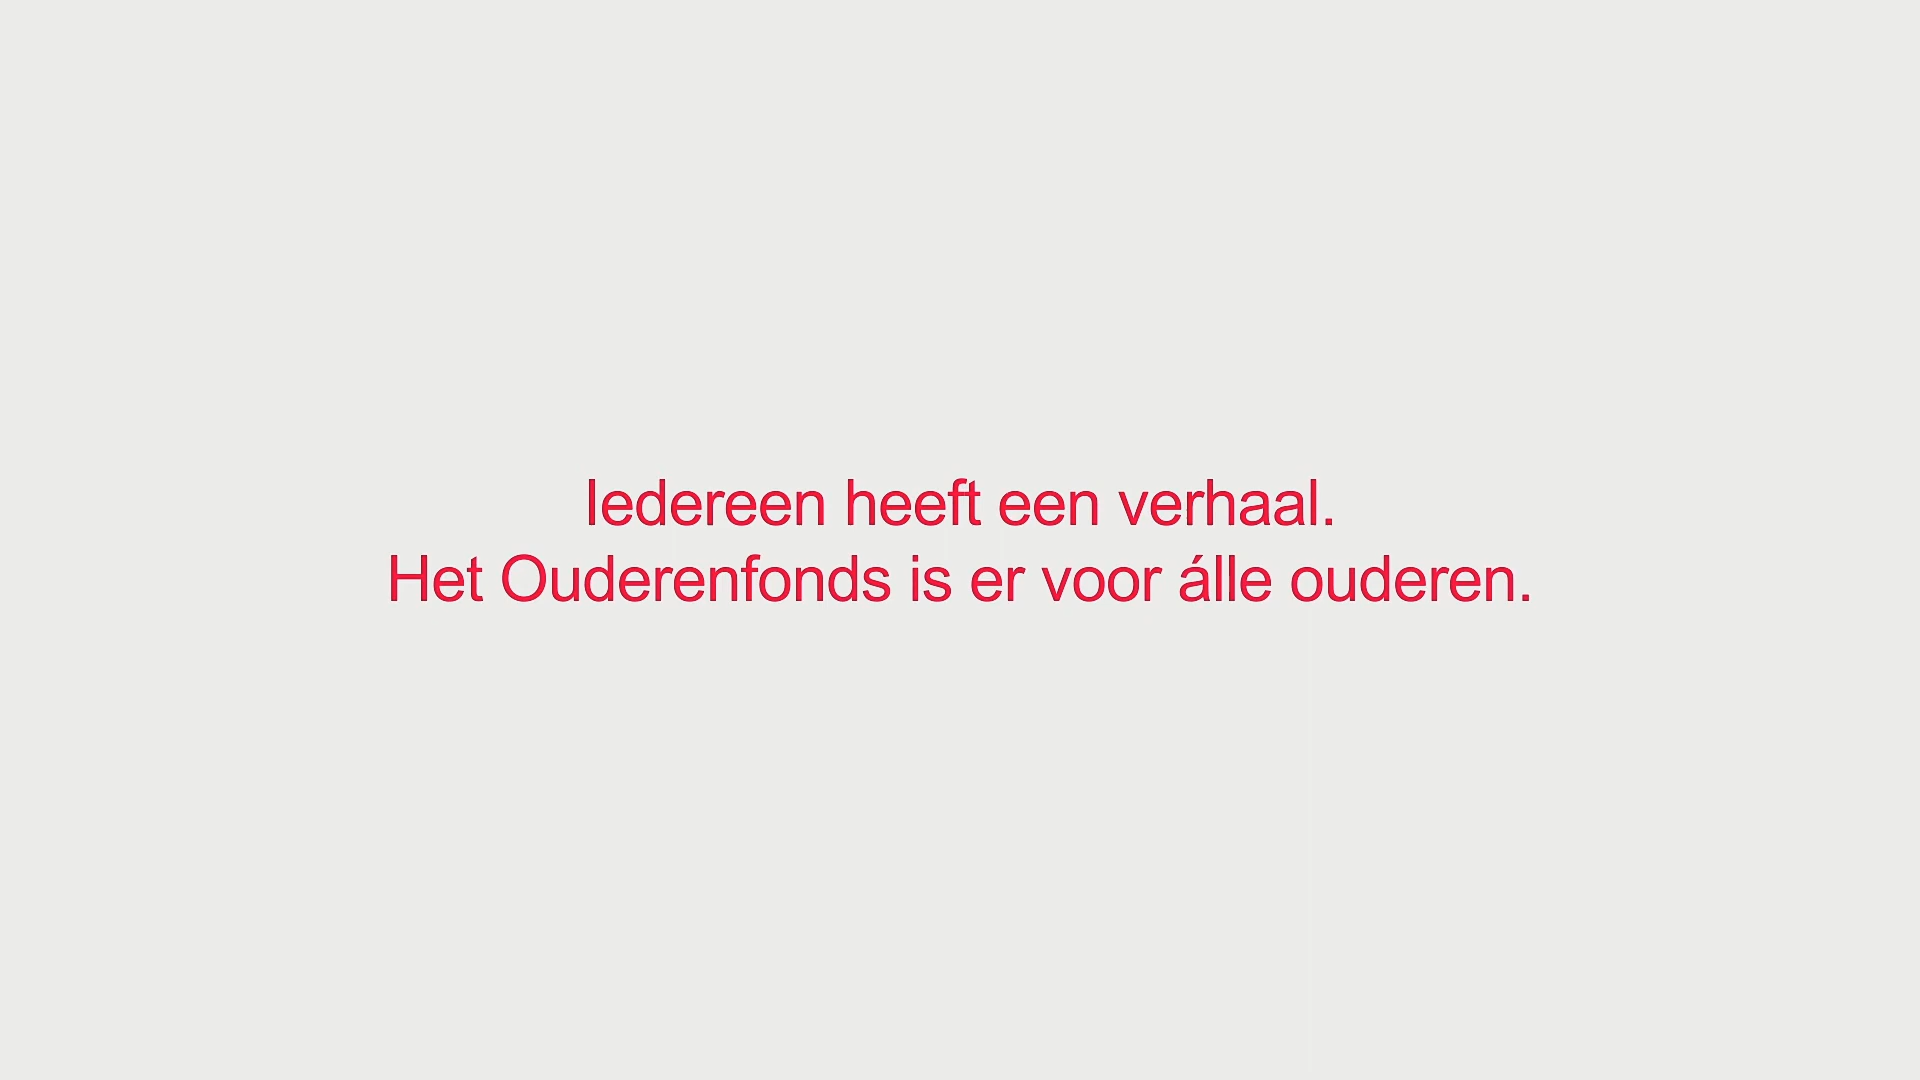 Iedereen heeft een verhaal.
Het Ouderenfonds is er voor álle ouderen.